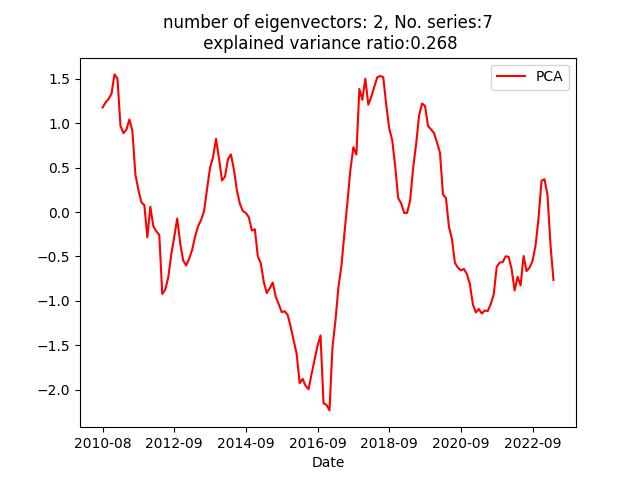 number of eigenvectors: 2, No. series:7
explained variance ratio:0.268
PCA
1.5
1.0
0.5
0.0
−0.5
−1.0
−1.5
−2.0
2010-08 2012-09 2014-09 2016-09 2018-09 2020-09 2022-09
Date